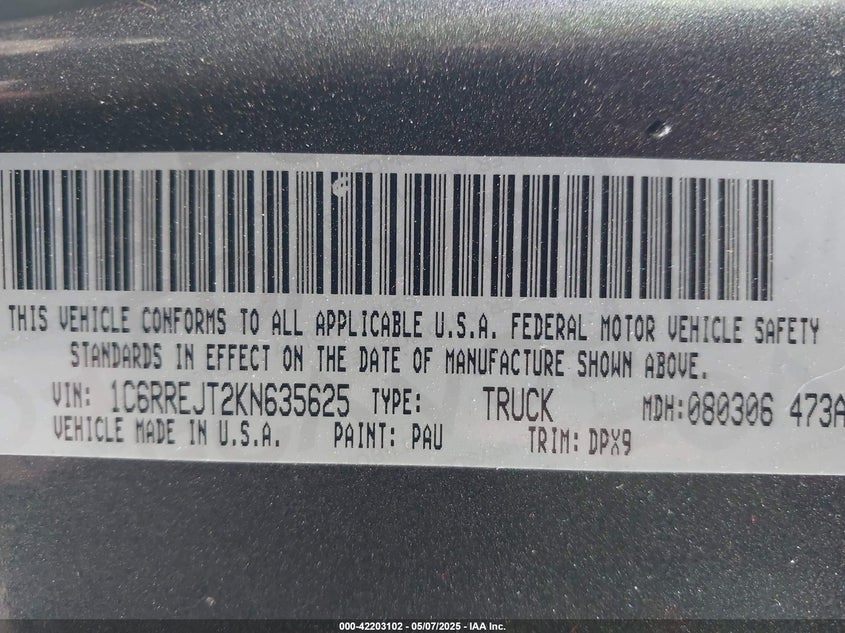 THIS VEHICLE CONFORMS TO ALL APPLICABLE U.S.A. FEDERAL MOTOR VEHICLE SAFETY
STANDARDS IN EFFECT ON THE DATE OF MANUFACTURE SHOWN ABOVE.
VIN: 1C6RREJT2KN635625 TYPE: TRUCK MDH:080306 473A
VEHICLE MADE IN U.S.A. PAINT: PAU TRIM: DPX9
000-42203102 - 05/07/2025 - IAA Inc.